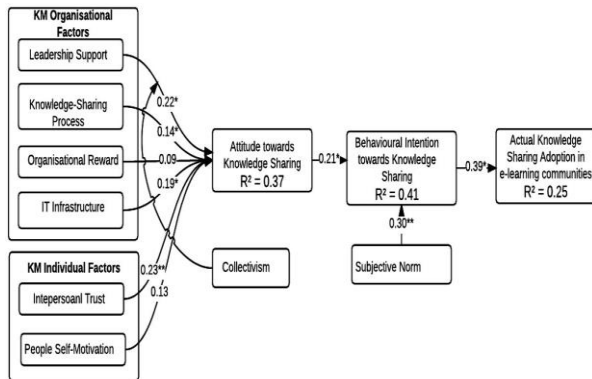 KM Organisational
Factors
Leadership Support
Knowledge-Sharing
Process
Organisational Reward
IT Infrastructure
KM Individual Factors
Intepersoanl Trust
People Self-Motivation
0.22*
0.14*
0.09
0.19*
0.23**
0.13
Collectivism
Attitude towards
Knowledge Sharing
R² = 0.37
0.21*
Behavioural Intention
towards Knowledge
Sharing
R² = 0.41
0.30**
Subjective Norm
0.39*
Actual Knowledge
Sharing Adoption in
e-learning communities
R² = 0.25